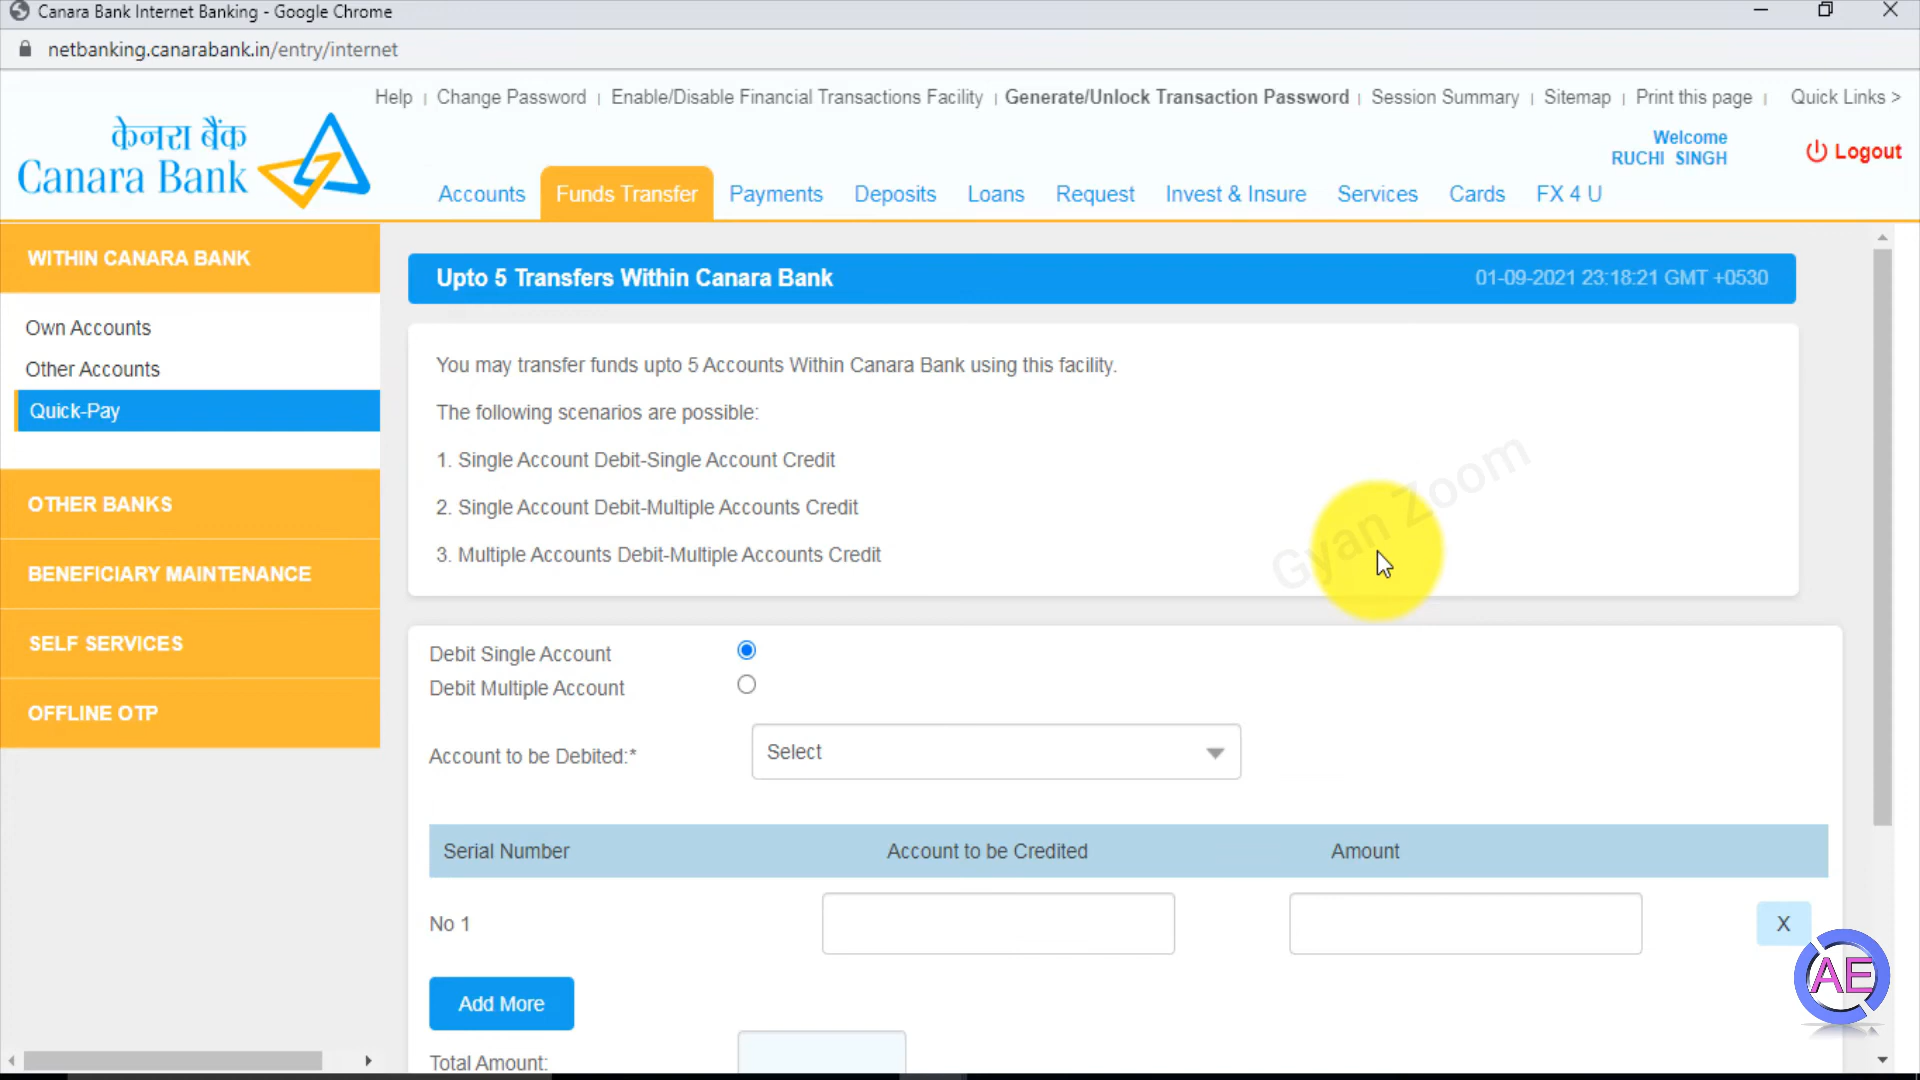 Canara Bank Internet Banking - Google Chrome
netbanking.canarabank.in/entry/internet
Help | Change Password | Enable/Disable Financial Transactions Facility | Generate/Unlock Transaction Password | Session Summary | Sitemap | Print this page | Quick Links >
केनरा बैंक
Canara Bank
Welcome
RUCHI SINGH
Logout
Accounts Funds Transfer Payments Deposits Loans Request Invest & Insure Services Cards FX 4 U
WITHIN CANARA BANK
Own Accounts
Other Accounts
Quick-Pay
OTHER BANKS
BENEFICIARY MAINTENANCE
SELF SERVICES
OFFLINE OTP
Upto 5 Transfers Within Canara Bank 01-09-2021 23:18:21 GMT +0530
You may transfer funds upto 5 Accounts Within Canara Bank using this facility.
The following scenarios are possible:
1. Single Account Debit-Single Account Credit
2. Single Account Debit-Multiple Accounts Credit
3. Multiple Accounts Debit-Multiple Accounts Credit
Gyan Zoom
Debit Single Account
Debit Multiple Account
Account to be Debited:* Select
Serial Number Account to be Credited Amount
No 1 X
Add More
Total Amount:
AE